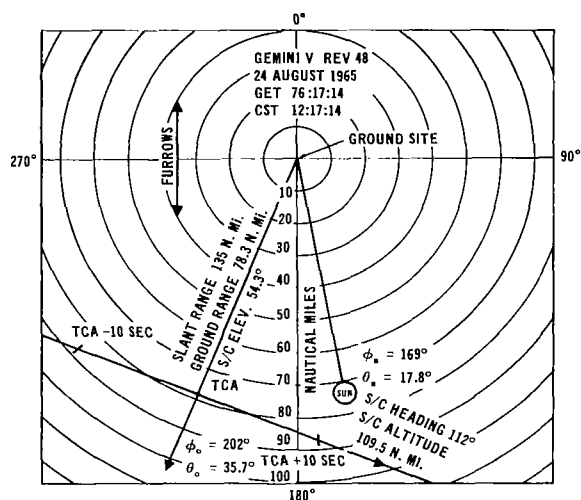 0°
GEMINI V REV 48
24 AUGUST 1965
GET 76:17:14
CST 12:17:14
GROUND SITE
FURROWS
270°
90°
10
20
30
40
50
60
70
80
90
100
NAUTICAL MILES
SLANT RANGE 135 N. Mi.
GROUND RANGE 78.3 N. Mi.
S/C ELEV. 54.3°
TCA -10 SEC
TCA
TCA +10 SEC
SUN
ϕ = 169°
θ = 17.8°
S/C HEADING 112°
S/C ALTITUDE
109.5 N. Mi.
ϕₒ = 202°
θₒ = 35.7°
180°